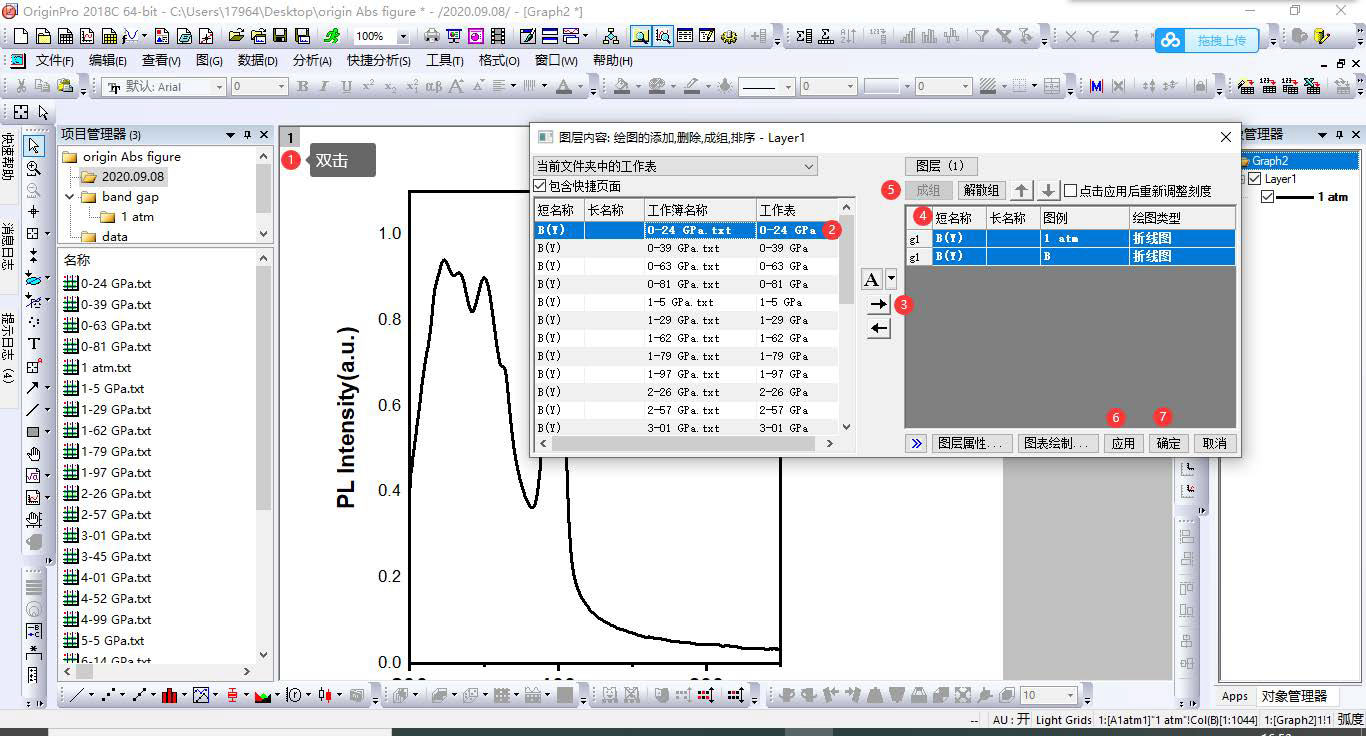 OriginPro 2018C 64-bit - C:\Users\17964\Desktop\origin Abs figure * - /2020.09.08/ - [Graph2 *]
100%
拖拽上传
文件(F) 编辑(E) 查看(V) 图(G) 数据(D) 分析(A) 快捷分析(S) 工具(T) 格式(O) 窗口(W) 帮助(H)
默认: Arial 0 B I U 0 0
快速帮助
消息日志
提示日志 (4)
项目管理器 (3)
origin Abs figure
2020.09.08
band gap
1 atm
data
名称
0-24 GPa.txt
0-39 GPa.txt
0-63 GPa.txt
0-81 GPa.txt
1 atm.txt
1-5 GPa.txt
1-29 GPa.txt
1-62 GPa.txt
1-79 GPa.txt
1-97 GPa.txt
2-26 GPa.txt
2-57 GPa.txt
3-01 GPa.txt
3-45 GPa.txt
4-01 GPa.txt
4-52 GPa.txt
4-99 GPa.txt
5-5 GPa.txt
6-14 GPa.txt
1
1 双击
PL Intensity(a.u.)
1.0
0.8
0.6
0.4
0.2
0.0
图层内容: 绘图的添加,删除,成组,排序 - Layer1
当前文件夹中的工作表
包含快捷页面
短名称 长名称 工作簿名称 工作表
B(Y) 0-24 GPa.txt 0-24 GPa 2
B(Y) 0-39 GPa.txt 0-39 GPa
B(Y) 0-63 GPa.txt 0-63 GPa
B(Y) 0-81 GPa.txt 0-81 GPa
B(Y) 1-5 GPa.txt 1-5 GPa
B(Y) 1-29 GPa.txt 1-29 GPa
B(Y) 1-62 GPa.txt 1-62 GPa
B(Y) 1-79 GPa.txt 1-79 GPa
B(Y) 1-97 GPa.txt 1-97 GPa
B(Y) 2-26 GPa.txt 2-26 GPa
B(Y) 2-57 GPa.txt 2-57 GPa
B(Y) 3-01 GPa.txt 3-01 GPa
A
3
图层 (1)
5 成组 解散组 点击应用后重新调整刻度
4 短名称 长名称 图例 绘图类型
g1 B(Y) 1 atm 折线图
g1 B(Y) B 折线图
6 7
图层属性... 图表绘制... 应用 确定 取消
管理器
Graph2
Layer1
1 atm
10
Apps 对象管理器
-- AU : 开 Light Grids 1:[A1atm1]"1 atm"!Col(B)[1:1044] 1:[Graph2]1!1 弧度